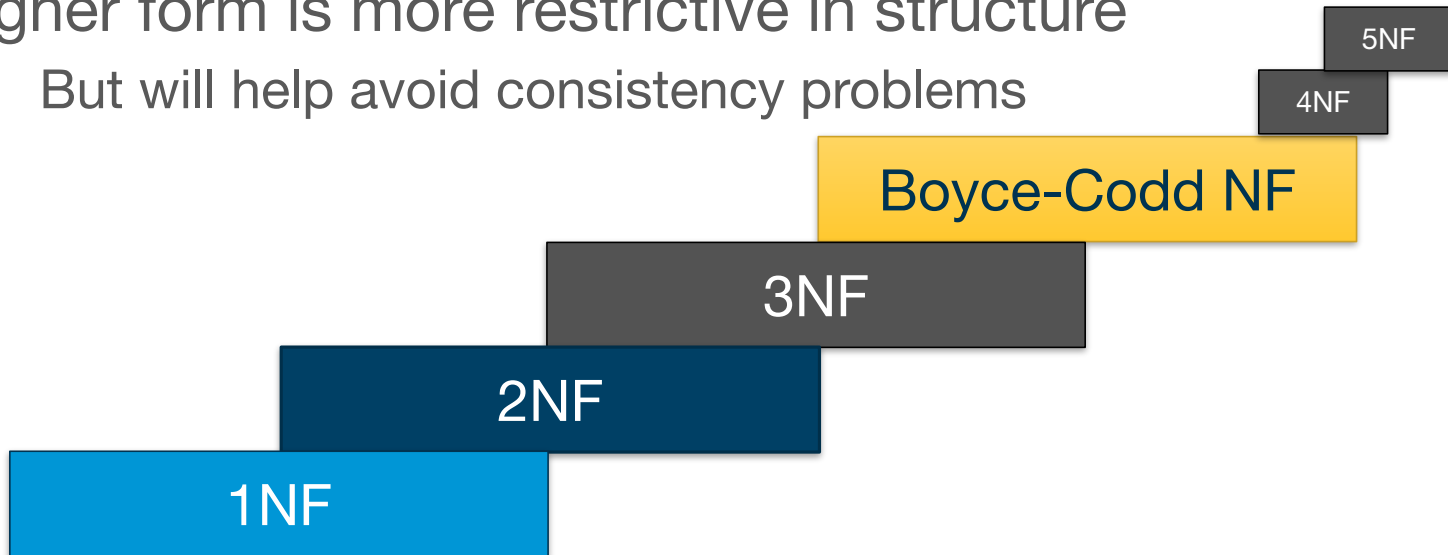 gher form is more restrictive in structure
But will help avoid consistency problems
5NF
4NF
Boyce-Codd NF
3NF
2NF
1NF